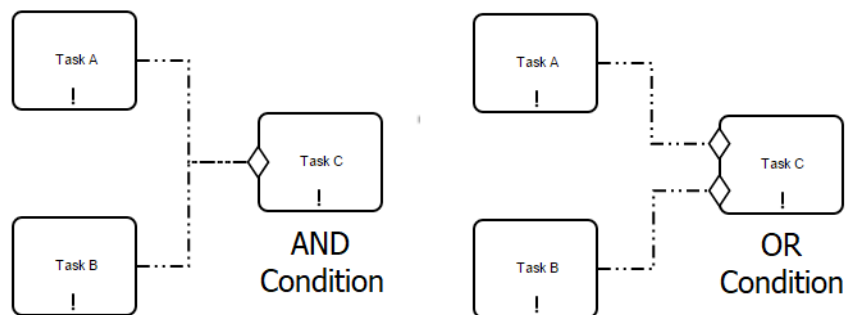 Task A
!
Task C
!
AND
Condition
Task B
!
Task A
!
Task C
!
OR
Condition
Task B
!